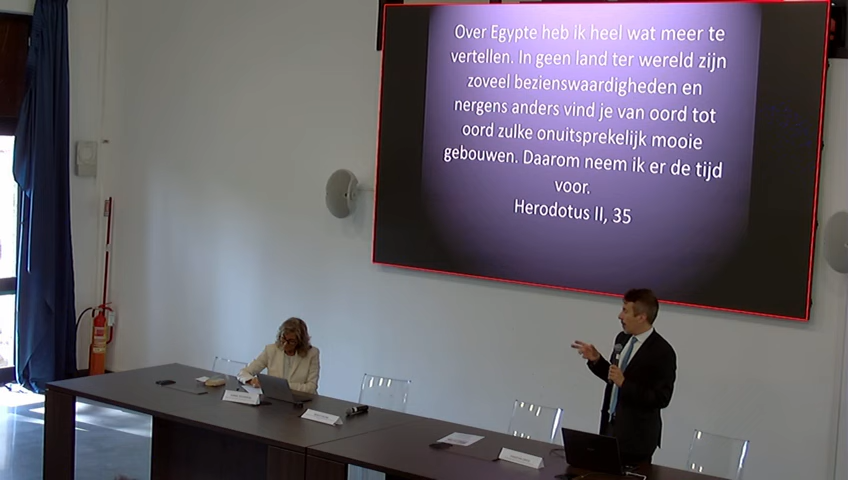 Over Egypte heb ik heel wat meer te
vertellen. In geen land ter wereld zijn
zoveel bezienswaardigheden en
nergens anders vind je van oord tot
oord zulke onuitsprekelijk mooie
gebouwen. Daarom neem ik er de tijd
voor.
Herodotus II, 35